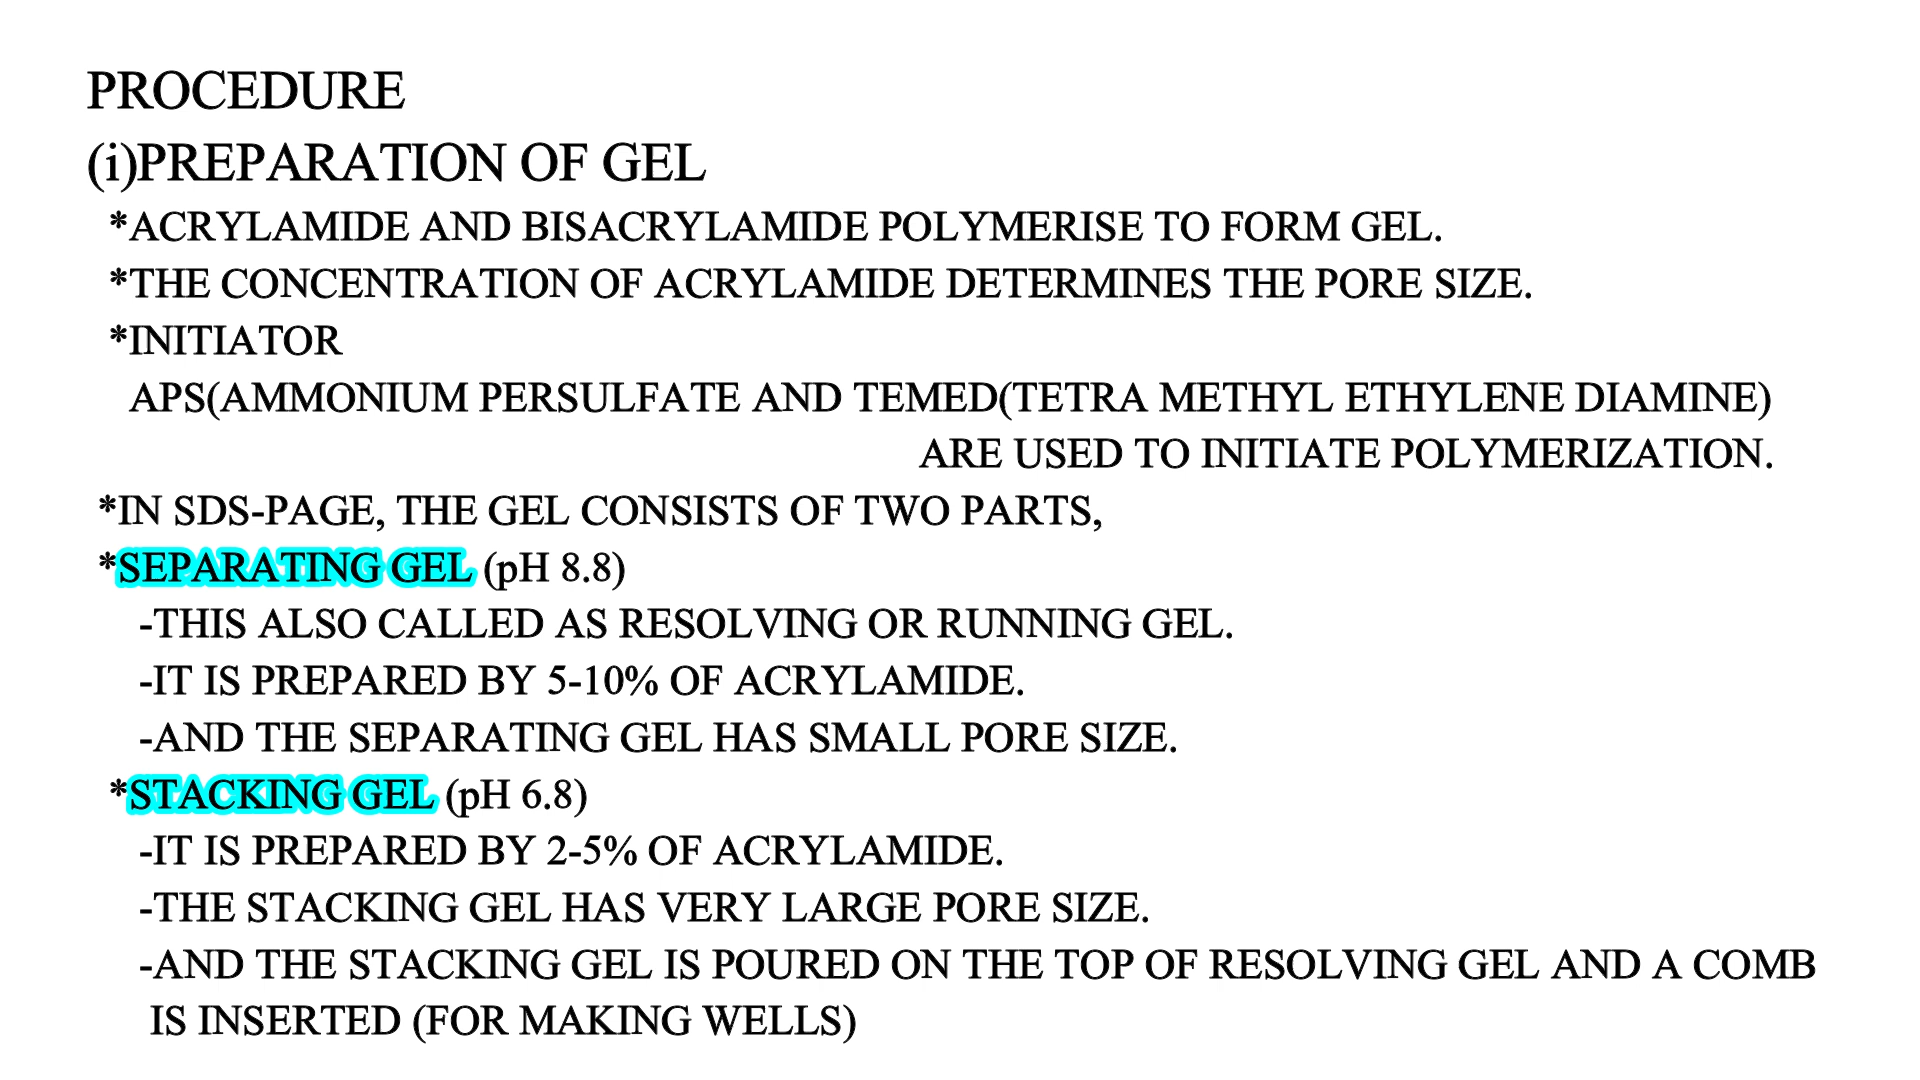 PROCEDURE
(i)PREPARATION OF GEL
*ACRYLAMIDE AND BISACRYLAMIDE POLYMERISE TO FORM GEL.
*THE CONCENTRATION OF ACRYLAMIDE DETERMINES THE PORE SIZE.
*INITIATOR
APS(AMMONIUM PERSULFATE AND TEMED(TETRA METHYL ETHYLENE DIAMINE)
ARE USED TO INITIATE POLYMERIZATION.
*IN SDS-PAGE, THE GEL CONSISTS OF TWO PARTS,
*SEPARATING GEL (pH 8.8)
-THIS ALSO CALLED AS RESOLVING OR RUNNING GEL.
-IT IS PREPARED BY 5-10% OF ACRYLAMIDE.
-AND THE SEPARATING GEL HAS SMALL PORE SIZE.
*STACKING GEL (pH 6.8)
-IT IS PREPARED BY 2-5% OF ACRYLAMIDE.
-THE STACKING GEL HAS VERY LARGE PORE SIZE.
-AND THE STACKING GEL IS POURED ON THE TOP OF RESOLVING GEL AND A COMB
IS INSERTED (FOR MAKING WELLS)